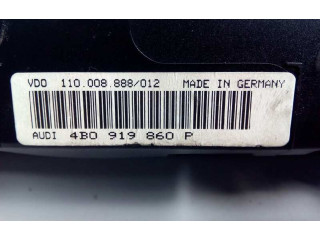 VDO 110.008.888/012 MADE IN GERMANY
AUDI 4B0 919 860 P